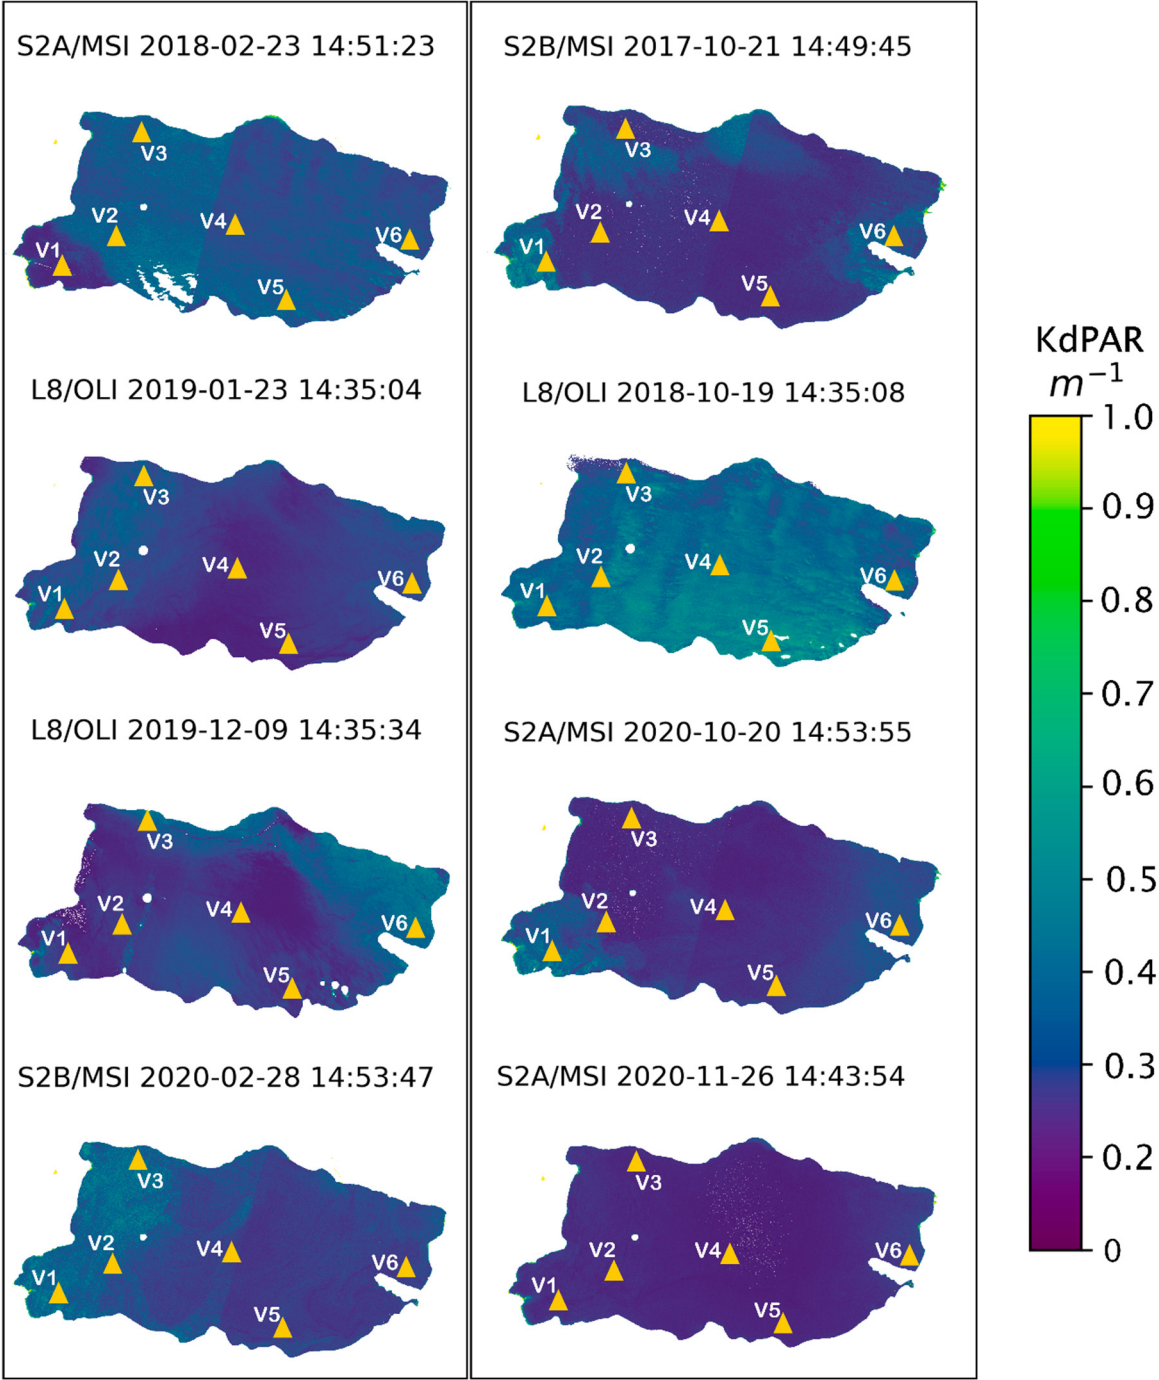 S2A/MSI 2018-02-23 14:51:23
V3
V2
V4
V6
V1
V5
L8/OLI 2019-01-23 14:35:04
V3
V2
V4
V6
V1
V5
L8/OLI 2019-12-09 14:35:34
V3
V2
V4
V6
V1
V5
S2B/MSI 2020-02-28 14:53:47
V3
V2
V4
V6
V1
V5
S2B/MSI 2017-10-21 14:49:45
V3
V2
V4
V6
V1
V5
L8/OLI 2018-10-19 14:35:08
V3
V2
V4
V6
V1
V5
S2A/MSI 2020-10-20 14:53:55
V3
V2
V4
V6
V1
V5
S2A/MSI 2020-11-26 14:43:54
V3
V2
V4
V6
V1
V5
KdPAR
m⁻¹
1.0
0.9
0.8
0.7
0.6
0.5
0.4
0.3
0.2
0